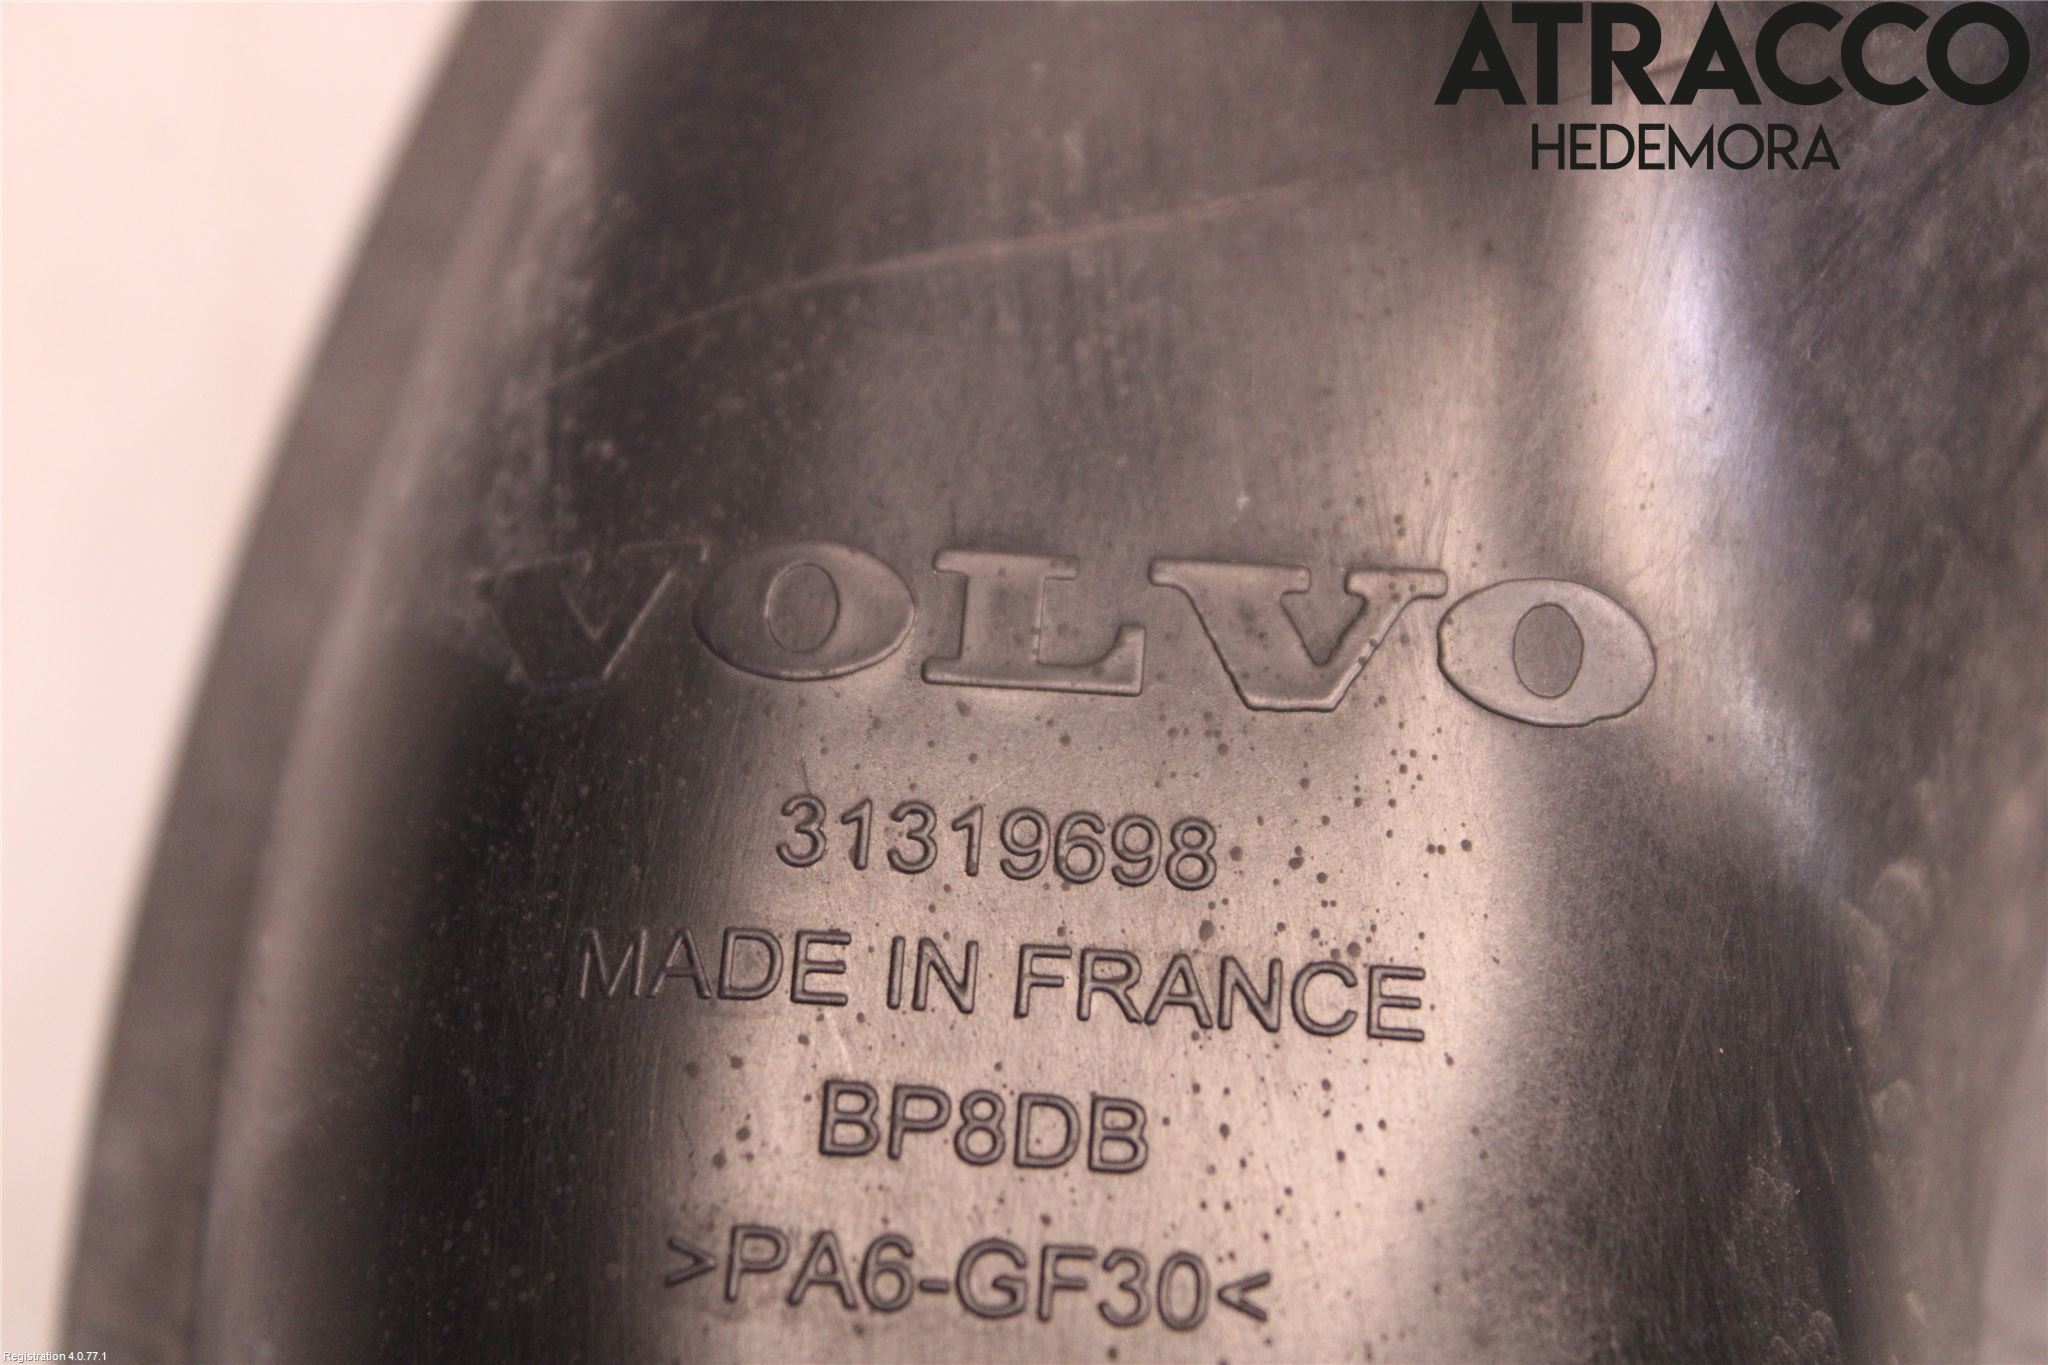 ATRACCO
HEDEMORA
VOLVO
31319698
MADE IN FRANCE
BP8DB
>PA6-GF30<
Registration 4.0.77.1